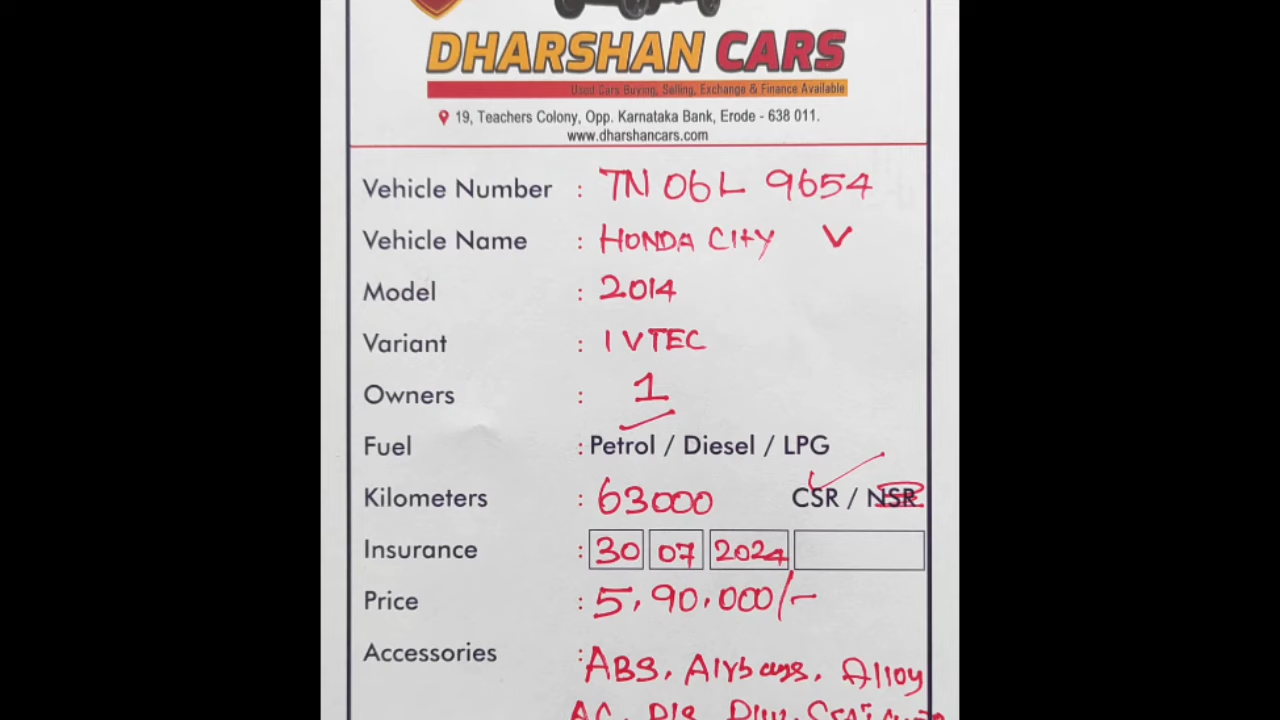 DHARSHAN CARS
Used Cars Buying, Selling, Exchange & Finance Available
19, Teachers Colony, Opp. Karnataka Bank, Erode - 638 011.
www.dharshancars.com
Vehicle Number : TN 06L 9654
Vehicle Name : HONDA CITY V
Model : 2014
Variant : I VTEC
Owners : 1
Fuel : Petrol / Diesel / LPG
Kilometers : 63000 CSR / NSR
Insurance : 30 07 2024
Price : 5,90,000/-
Accessories : ABS, Airbags, Alloy
AC, P/S